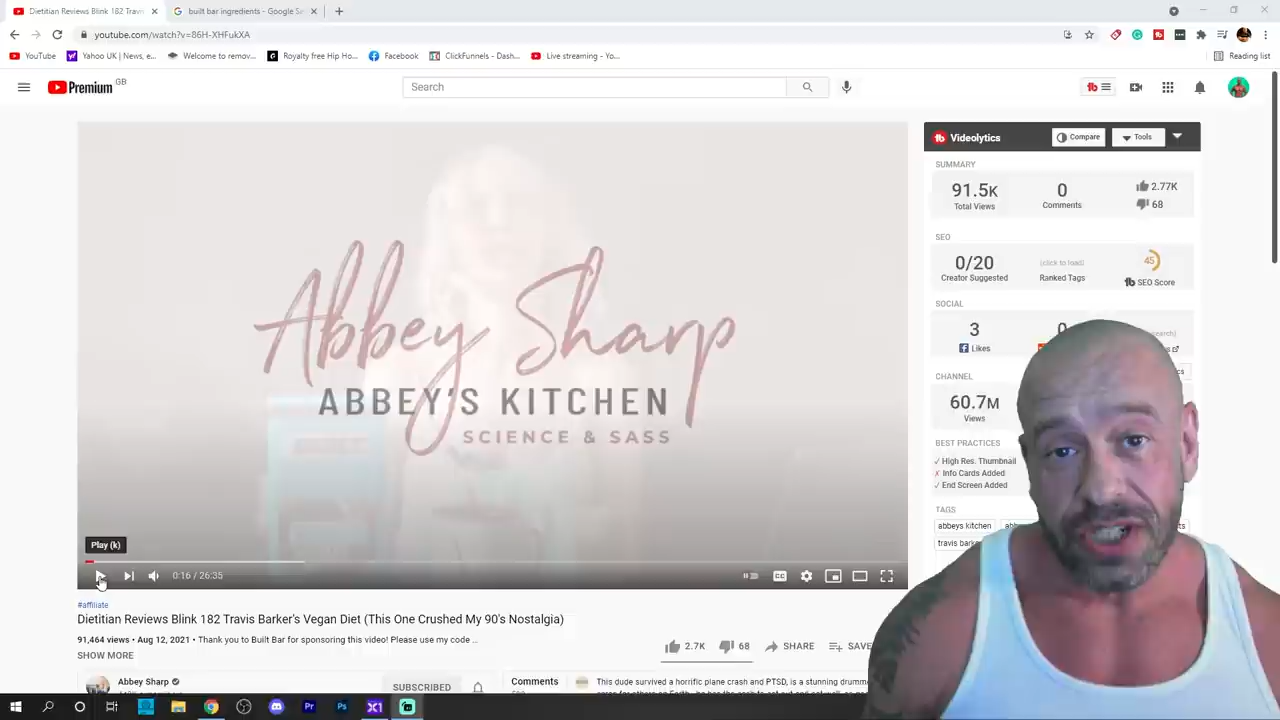 Dietitian Reviews Blink 182 Trav
built bar ingredients - Google Se
youtube.com/watch?v=86H-XHFukXA
YouTube
Yahoo UK | News, e...
Welcome to remov...
Royalty free Hip Ho...
Facebook
ClickFunnels - Dash...
Live streaming - Yo...
Reading list
Premium GB
Search
Videolytics
Compare
Tools
SUMMARY
91.5K
Total Views
0
Comments
2.77K
68
SEO
0/20
Creator Suggested
(click to load)
Ranked Tags
45
SEO Score
SOCIAL
3
Likes
CHANNEL
60.7M
Views
BEST PRACTICES
High Res. Thumbnail
Info Cards Added
End Screen Added
TAGS
abbeys kitchen
Abbey Sharp
ABBEY'S KITCHEN
SCIENCE & SASS
Play (k)
0:16 / 26:35
#affiliate
Dietitian Reviews Blink 182 Travis Barker's Vegan Diet (This One Crushed My 90's Nostalgia)
91,464 views • Aug 12, 2021 • Thank you to Built Bar for sponsoring this video! Please use my code ...
SHOW MORE
2.7K
68
SHARE
SAVE
Abbey Sharp
SUBSCRIBED
Comments
This dude survived a horrific plane crash and PTSD, is a stunning drumme